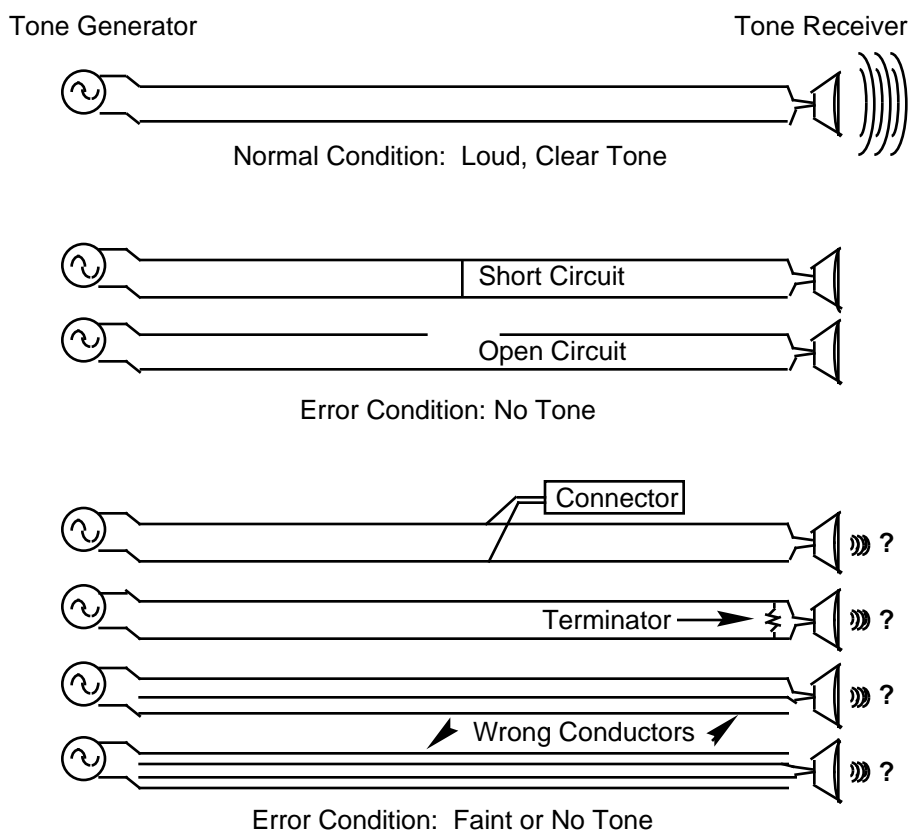 Tone Generator
Tone Receiver
Normal Condition:  Loud, Clear Tone
Short Circuit
Open Circuit
Error Condition: No Tone
Connector
?
Terminator
?
?
Wrong Conductors
?
Error Condition:  Faint or No Tone